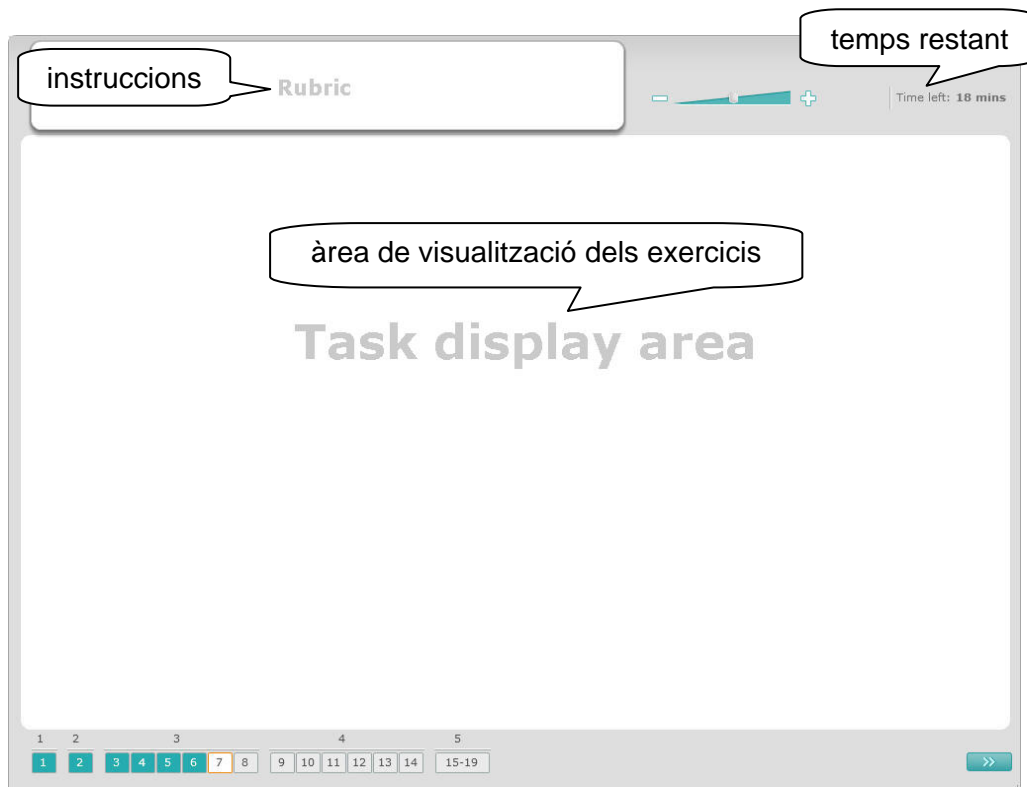 temps restant
instruccions
Rubric
Time left: 18 mins
àrea de visualització dels exercicis
Task display area
1 2 3 4 5
1 2 3 4 5 6 7 8 9 10 11 12 13 14 15-19
>>